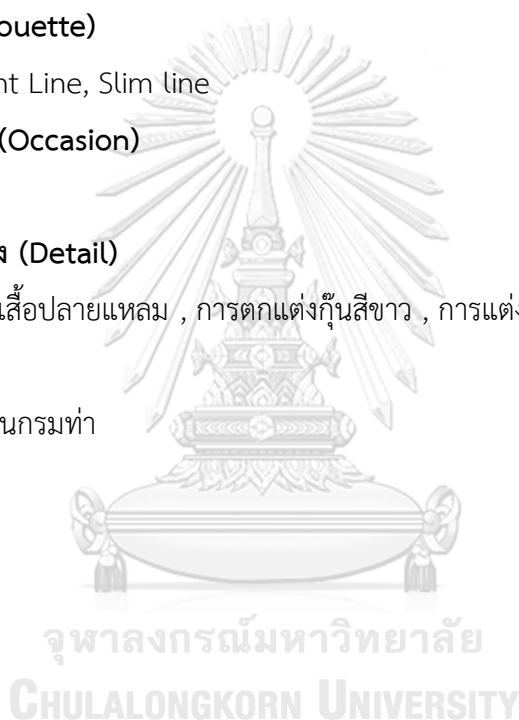 ouette)
nt Line, Slim line
(Occasion)
ง (Detail)
เสื้อปลายแหลม , การตกแต่งกุ๊นสีขาว , การแต่ง
นกรมท่า
จุฬาลงกรณ์มหาวิทยาลัย
CHULALONGKORN UNIVERSITY